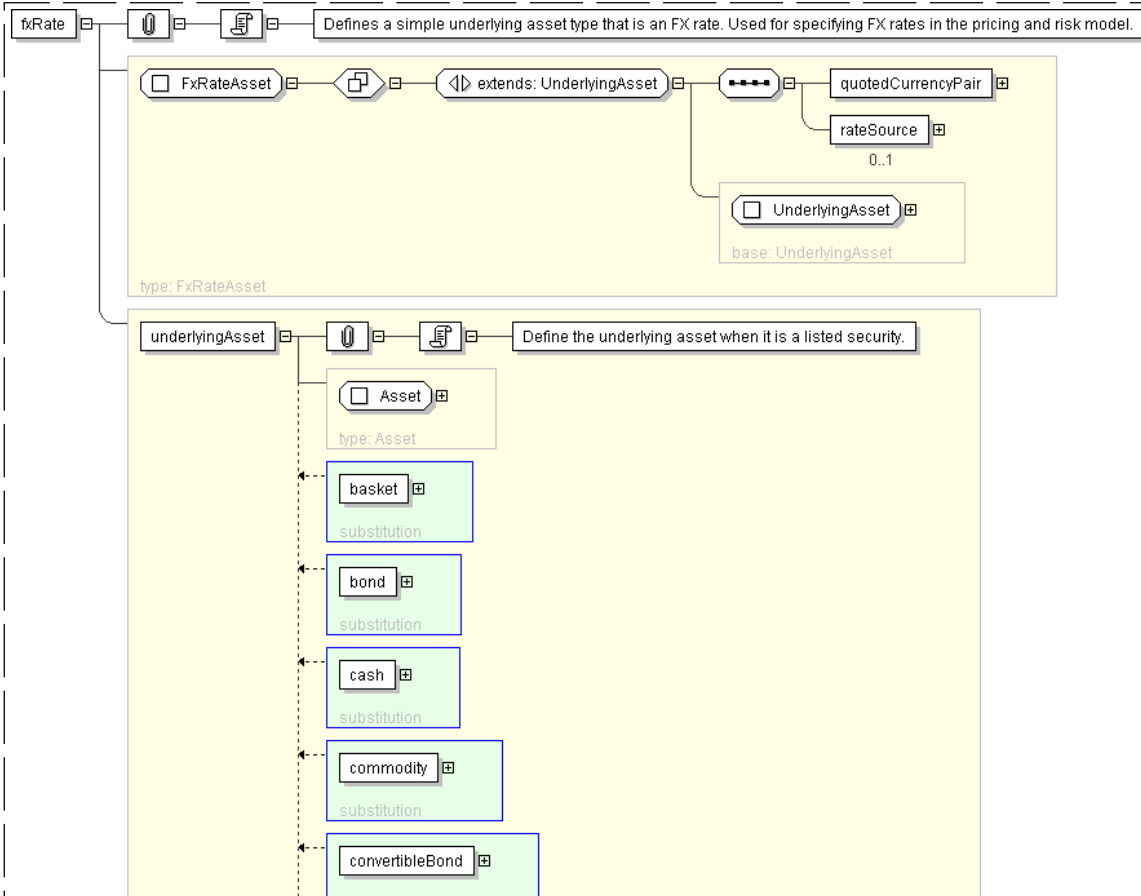 fxRate
Defines a simple underlying asset type that is an FX rate. Used for specifying FX rates in the pricing and risk model.
FxRateAsset
extends: UnderlyingAsset
quotedCurrencyPair
rateSource
0..1
UnderlyingAsset
base: UnderlyingAsset
type: FxRateAsset
underlyingAsset
Define the underlying asset when it is a listed security.
Asset
type: Asset
basket
substitution
bond
substitution
cash
substitution
commodity
substitution
convertibleBond